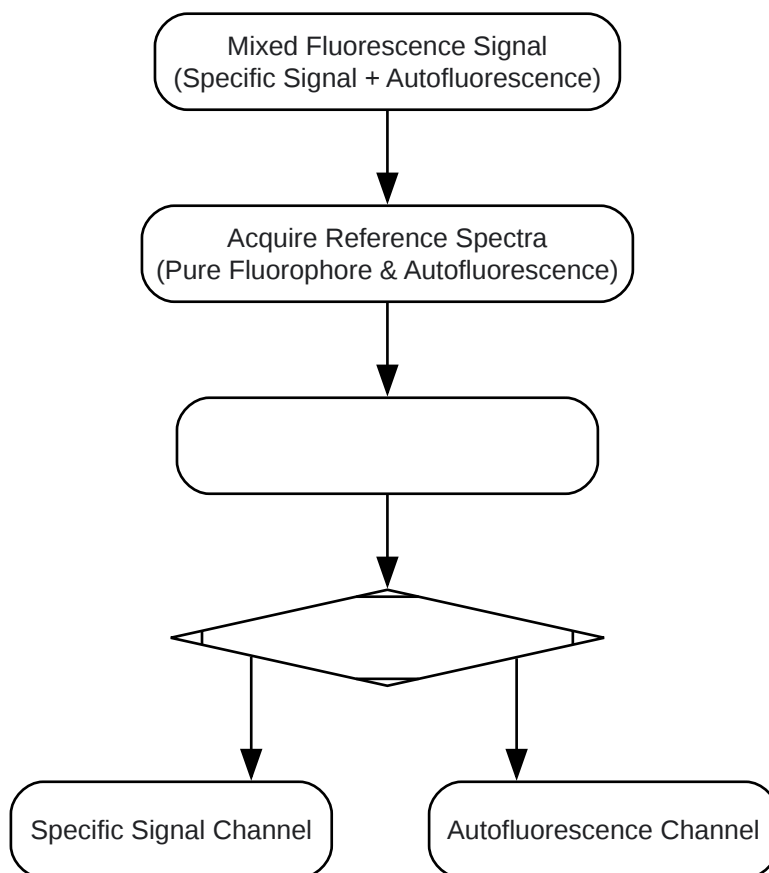 Mixed Fluorescence Signal
(Specific Signal + Autofluorescence)
Acquire Reference Spectra
(Pure Fluorophore & Autofluorescence)
Specific Signal Channel
Autofluorescence Channel